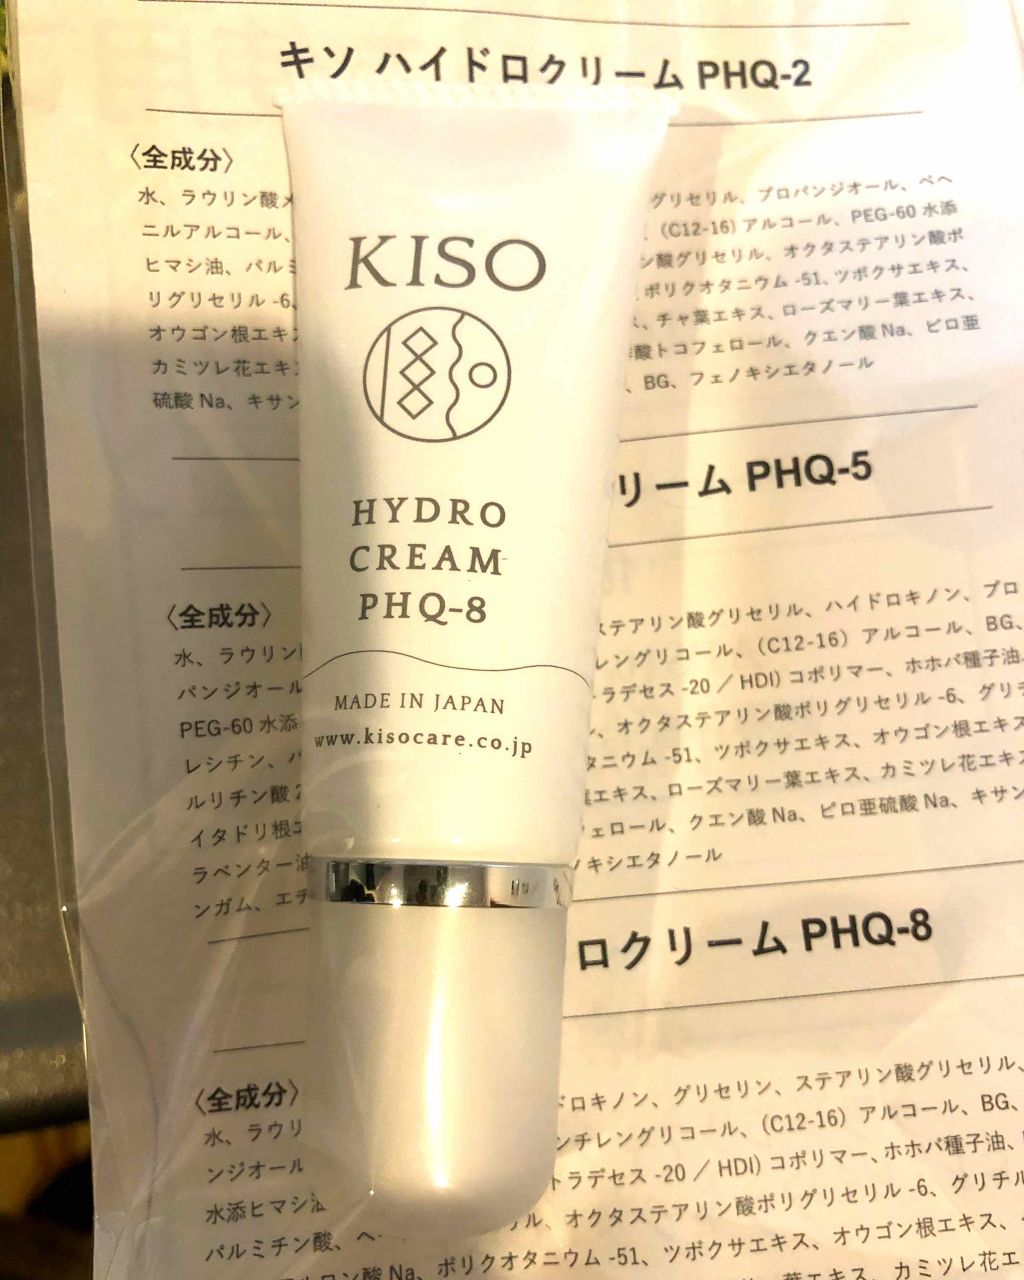 キソ ハイドロクリーム PHQ-2
〈全成分〉
水、ラウリン酸 グリセリル、プロパンジオール、ベヘ
ニルアルコール、 (C12-16) アルコール、PEG-60 水添
ヒマシ油、パルミ ン酸グリセリル、オクタステアリン酸ポ
リグリセリル -6、 ポリクオタニウム -51、ツボクサエキス、
オウゴン根エキス チャ葉エキス、ローズマリー葉エキス、
カミツレ花エキ 酸トコフェロール、クエン酸 Na、ピロ亜
硫酸 Na、キサン 、BG、フェノキシエタノール
KISO
HYDRO
CREAM
PHQ-8
MADE IN JAPAN
www.kisocare.co.jp
リーム PHQ-5
〈全成分〉
水、ラウリン ステアリン酸グリセリル、ハイドロキノン、プロ
パンジオール レングリコール、(C12-16) アルコール、BG、
PEG-60 水添 トラデセス -20 / HDI) コポリマー、ホホバ種子油、
レシチン、パ ン、オクタステアリン酸ポリグリセリル -6、グリチ
ルリチン酸 2 タニウム -51、ツボクサエキス、オウゴン根エキス
イタドリ根エ 葉エキス、ローズマリー葉エキス、カミツレ花エキス
ラベンダー油 フェロール、クエン酸 Na、ピロ亜硫酸 Na、キサン
ンガム、エチ ノキシエタノール
ロクリーム PHQ-8
〈全成分〉
水、ラウリ ドロキノン、グリセリン、ステアリン酸グリセリル、
ンジオール ンチレングリコール、(C12-16) アルコール、BG、
水添ヒマシ油 トラデセス -20 / HDI) コポリマー、ホホバ種子油、
パルミチン酸、ヘ ル、オクタステアリン酸ポリグリセリル -6、グリチル
ルロン酸 Na、ポリクオタニウム -51、ツボクサエキス、オウゴン根エキス、
葉エキス、カミツレ花エ